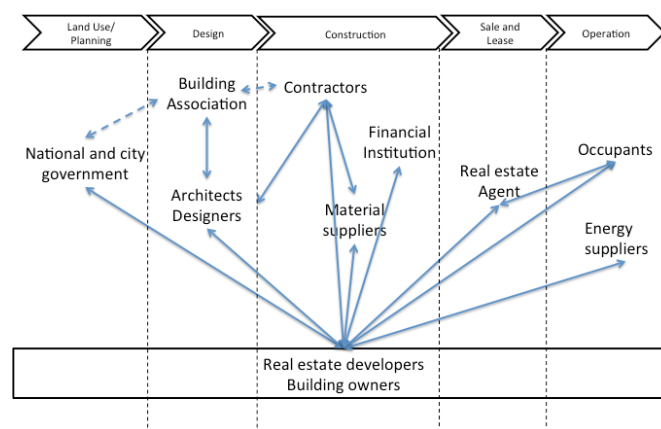 Land Use/
Planning
Design
Construction
Sale and
Lease
Operation
Building
Association
Contractors
Financial
Institution
National and city
government
Architects
Designers
Material
suppliers
Real estate
Agent
Occupants
Energy
suppliers
Real estate developers
Building owners